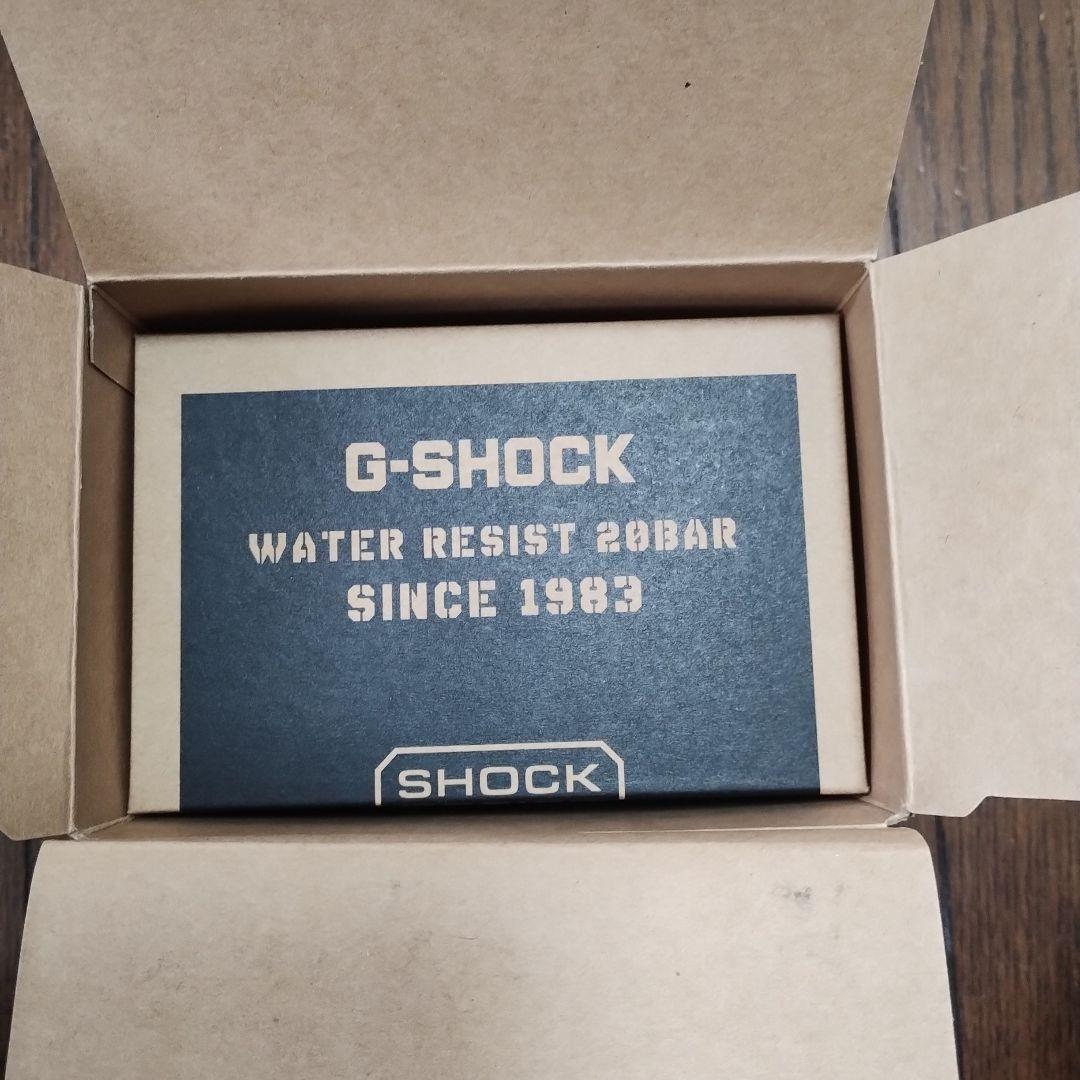 G-SHOCK
WATER RESIST 20BAR
SINCE 1983
SHOCK